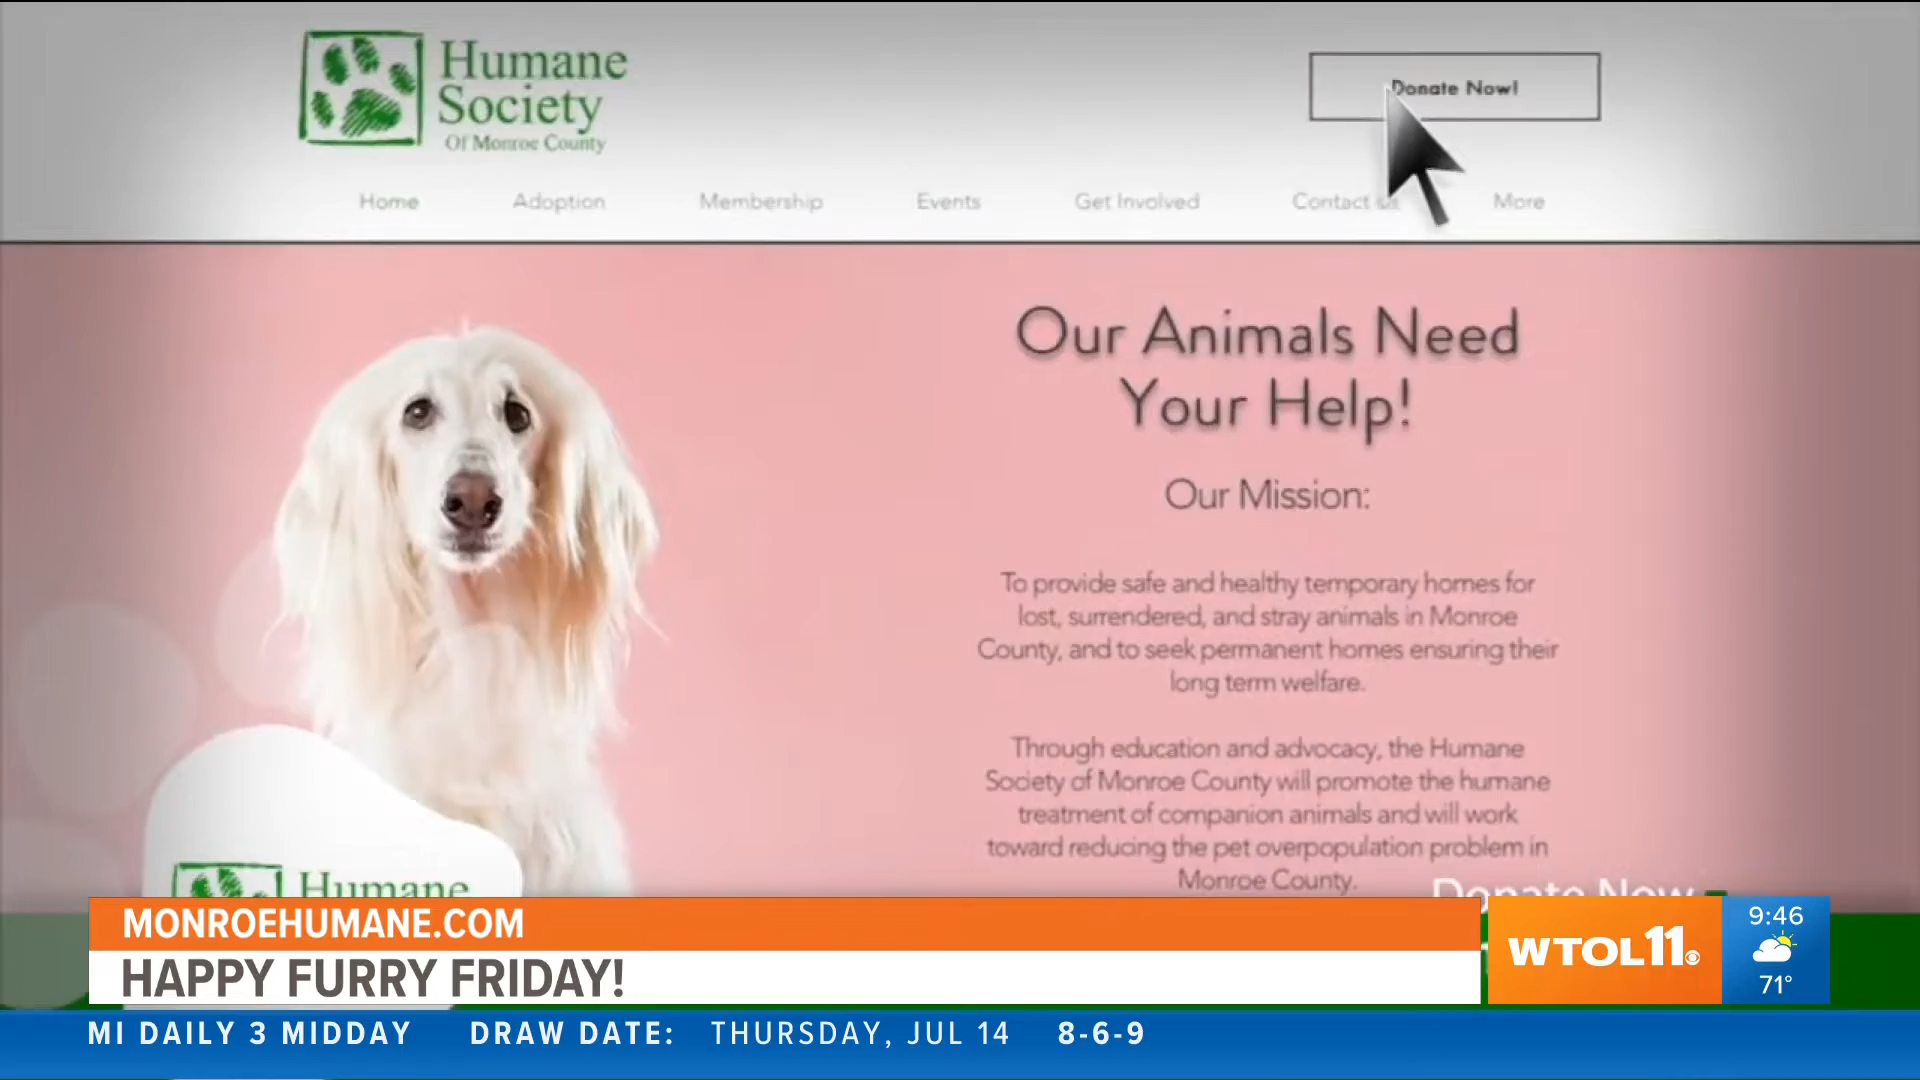 Humane
Society
Of Monroe County
Donate Now!
Home Adoption Membership Events Get Involved Contact us More
Our Animals Need
Your Help!
Our Mission:
To provide safe and healthy temporary homes for
lost, surrendered, and stray animals in Monroe
County, and to seek permanent homes ensuring their
long term welfare.
Through education and advocacy, the Humane
Society of Monroe County will promote the humane
treatment of companion animals and will work
toward reducing the pet overpopulation problem in
Monroe County.
Humane
Donate Now
MONROEHUMANE.COM
HAPPY FURRY FRIDAY!
WTOL11
9:46
71°
MI DAILY 3 MIDDAY DRAW DATE: THURSDAY, JUL 14 8-6-9